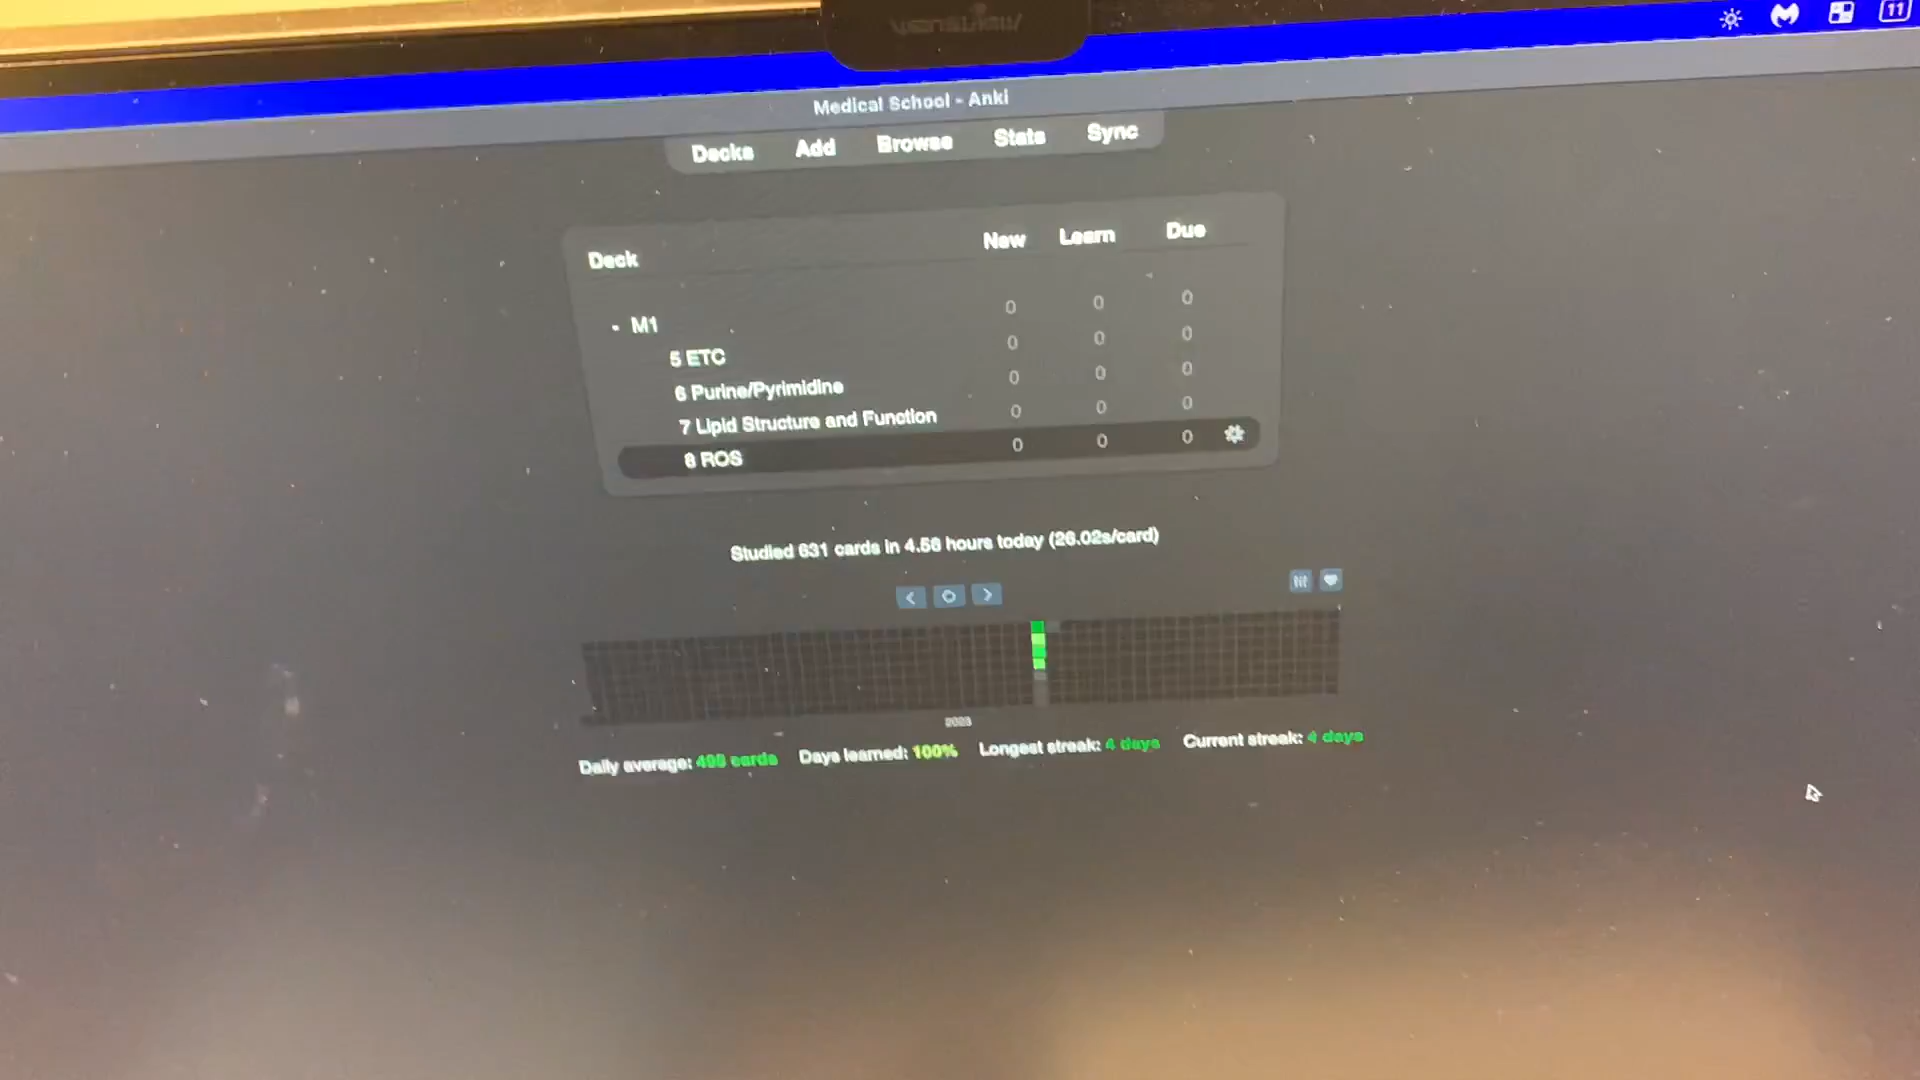 11
Medical School - Anki
Decks Add Browse Stats Sync
Deck New Learn Due
M1 0 0 0
5 ETC 0 0 0
6 Purine/Pyrimidine 0 0 0
7 Lipid Structure and Function 0 0 0
8 ROS 0 0 0
Studied 631 cards in 4.56 hours today (26.02s/card)
2023
Daily average: cards Days learned: 100% Longest streak: 4 days Current streak: 4 days